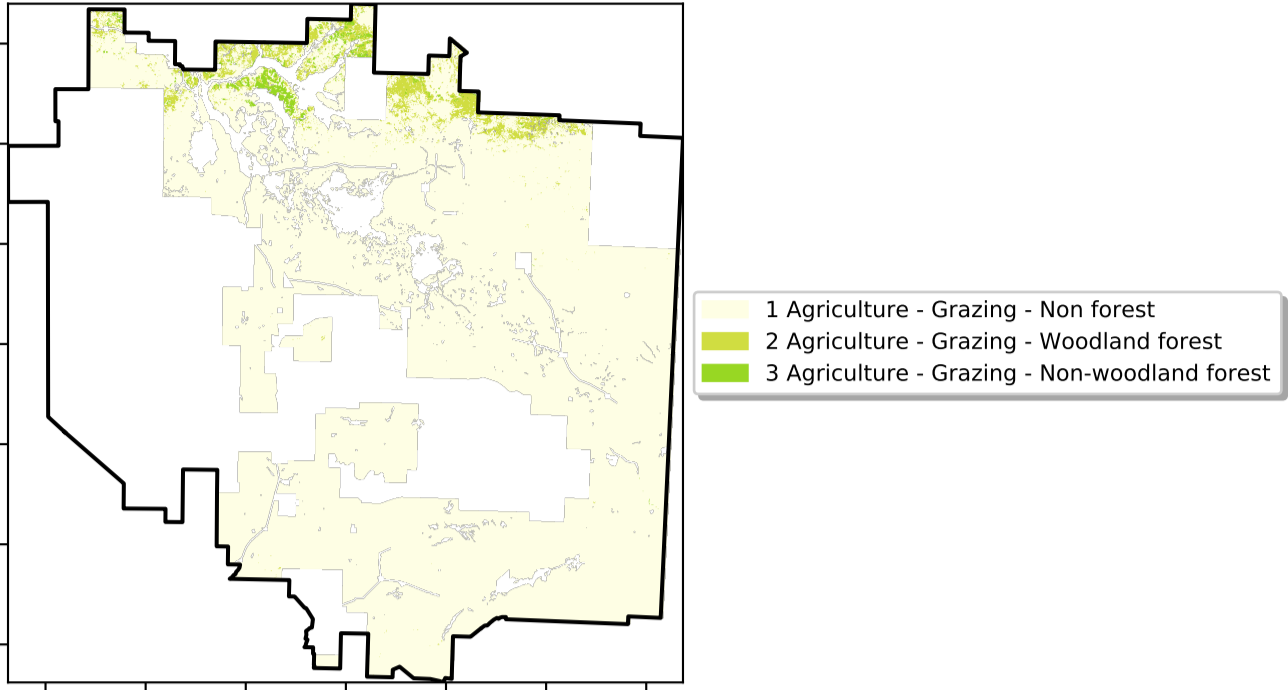 1 Agriculture - Grazing - Non forest
2 Agriculture - Grazing - Woodland forest
3 Agriculture - Grazing - Non-woodland forest